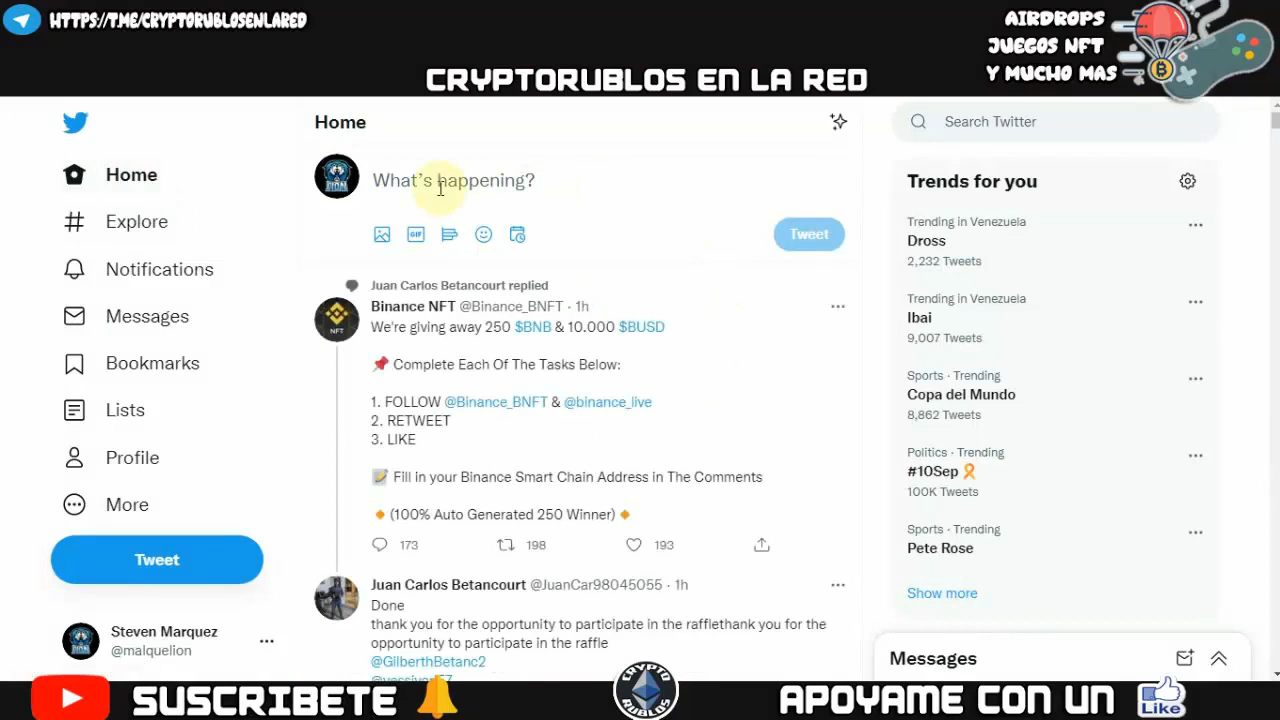 HTTPS://T.ME/CRYPTORUBLOSENLARED
AIRDROPS
JUEGOS NFT
Y MUCHO MAS
CRYPTORUBLOS EN LA RED
Home
Explore
Notifications
Messages
Bookmarks
Lists
Profile
More
Tweet
Steven Marquez
@malquelion
Home
What's happening?
GIF
Tweet
Juan Carlos Betancourt replied
Binance NFT @Binance_BNFT · 1h
NFT
We're giving away 250 $BNB & 10.000 $BUSD
📌 Complete Each Of The Tasks Below:
1. FOLLOW @Binance_BNFT & @binance_live
2. RETWEET
3. LIKE
📝 Fill in your Binance Smart Chain Address in The Comments
🔸 (100% Auto Generated 250 Winner) 🔸
173 198 193
Juan Carlos Betancourt @JuanCar98045055 · 1h
Done
thank you for the opportunity to participate in the rafflethank you for the
opportunity to participate in the raffle
@GilberthBetanc2
Search Twitter
Trends for you
Trending in Venezuela
Dross
2,232 Tweets
Trending in Venezuela
Ibai
9,007 Tweets
Sports · Trending
Copa del Mundo
8,862 Tweets
Politics · Trending
#10Sep 🎗
100K Tweets
Sports · Trending
Pete Rose
Show more
Messages
SUSCRIBETE
CRYPTO
RUBLOS
APOYAME CON UN
Like